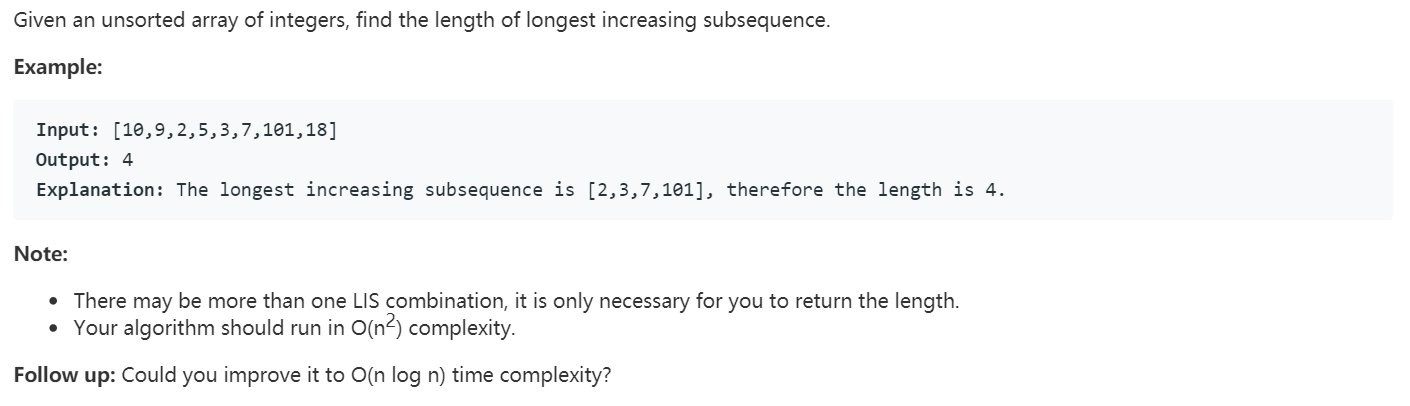 Given an unsorted array of integers, find the length of longest increasing subsequence.
Example:
Input: [10,9,2,5,3,7,101,18]
Output: 4
Explanation: The longest increasing subsequence is [2,3,7,101], therefore the length is 4.
Note:
• There may be more than one LIS combination, it is only necessary for you to return the length.
• Your algorithm should run in O(n²) complexity.
Follow up: Could you improve it to O(n log n) time complexity?